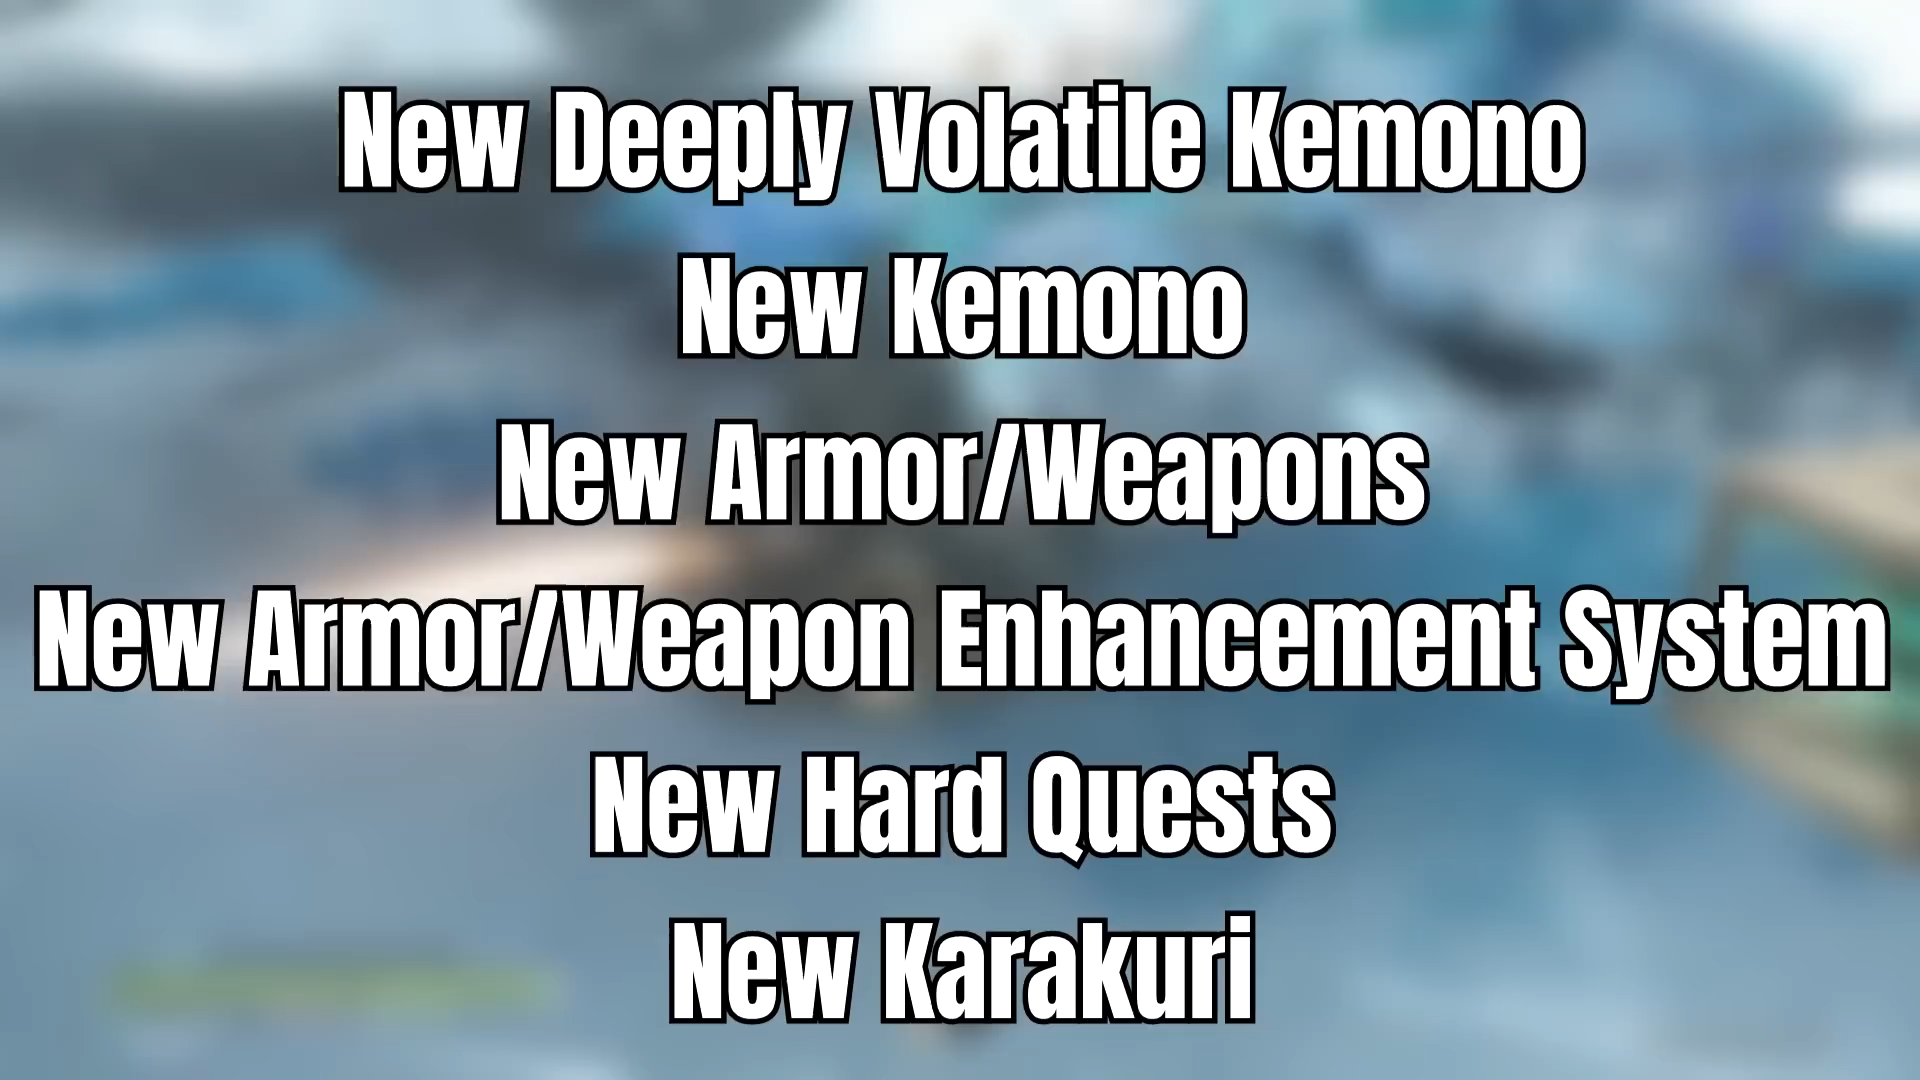 New Deeply Volatile Kemono
New Kemono
New Armor/Weapons
New Armor/Weapon Enhancement System
New Hard Quests
New Karakuri